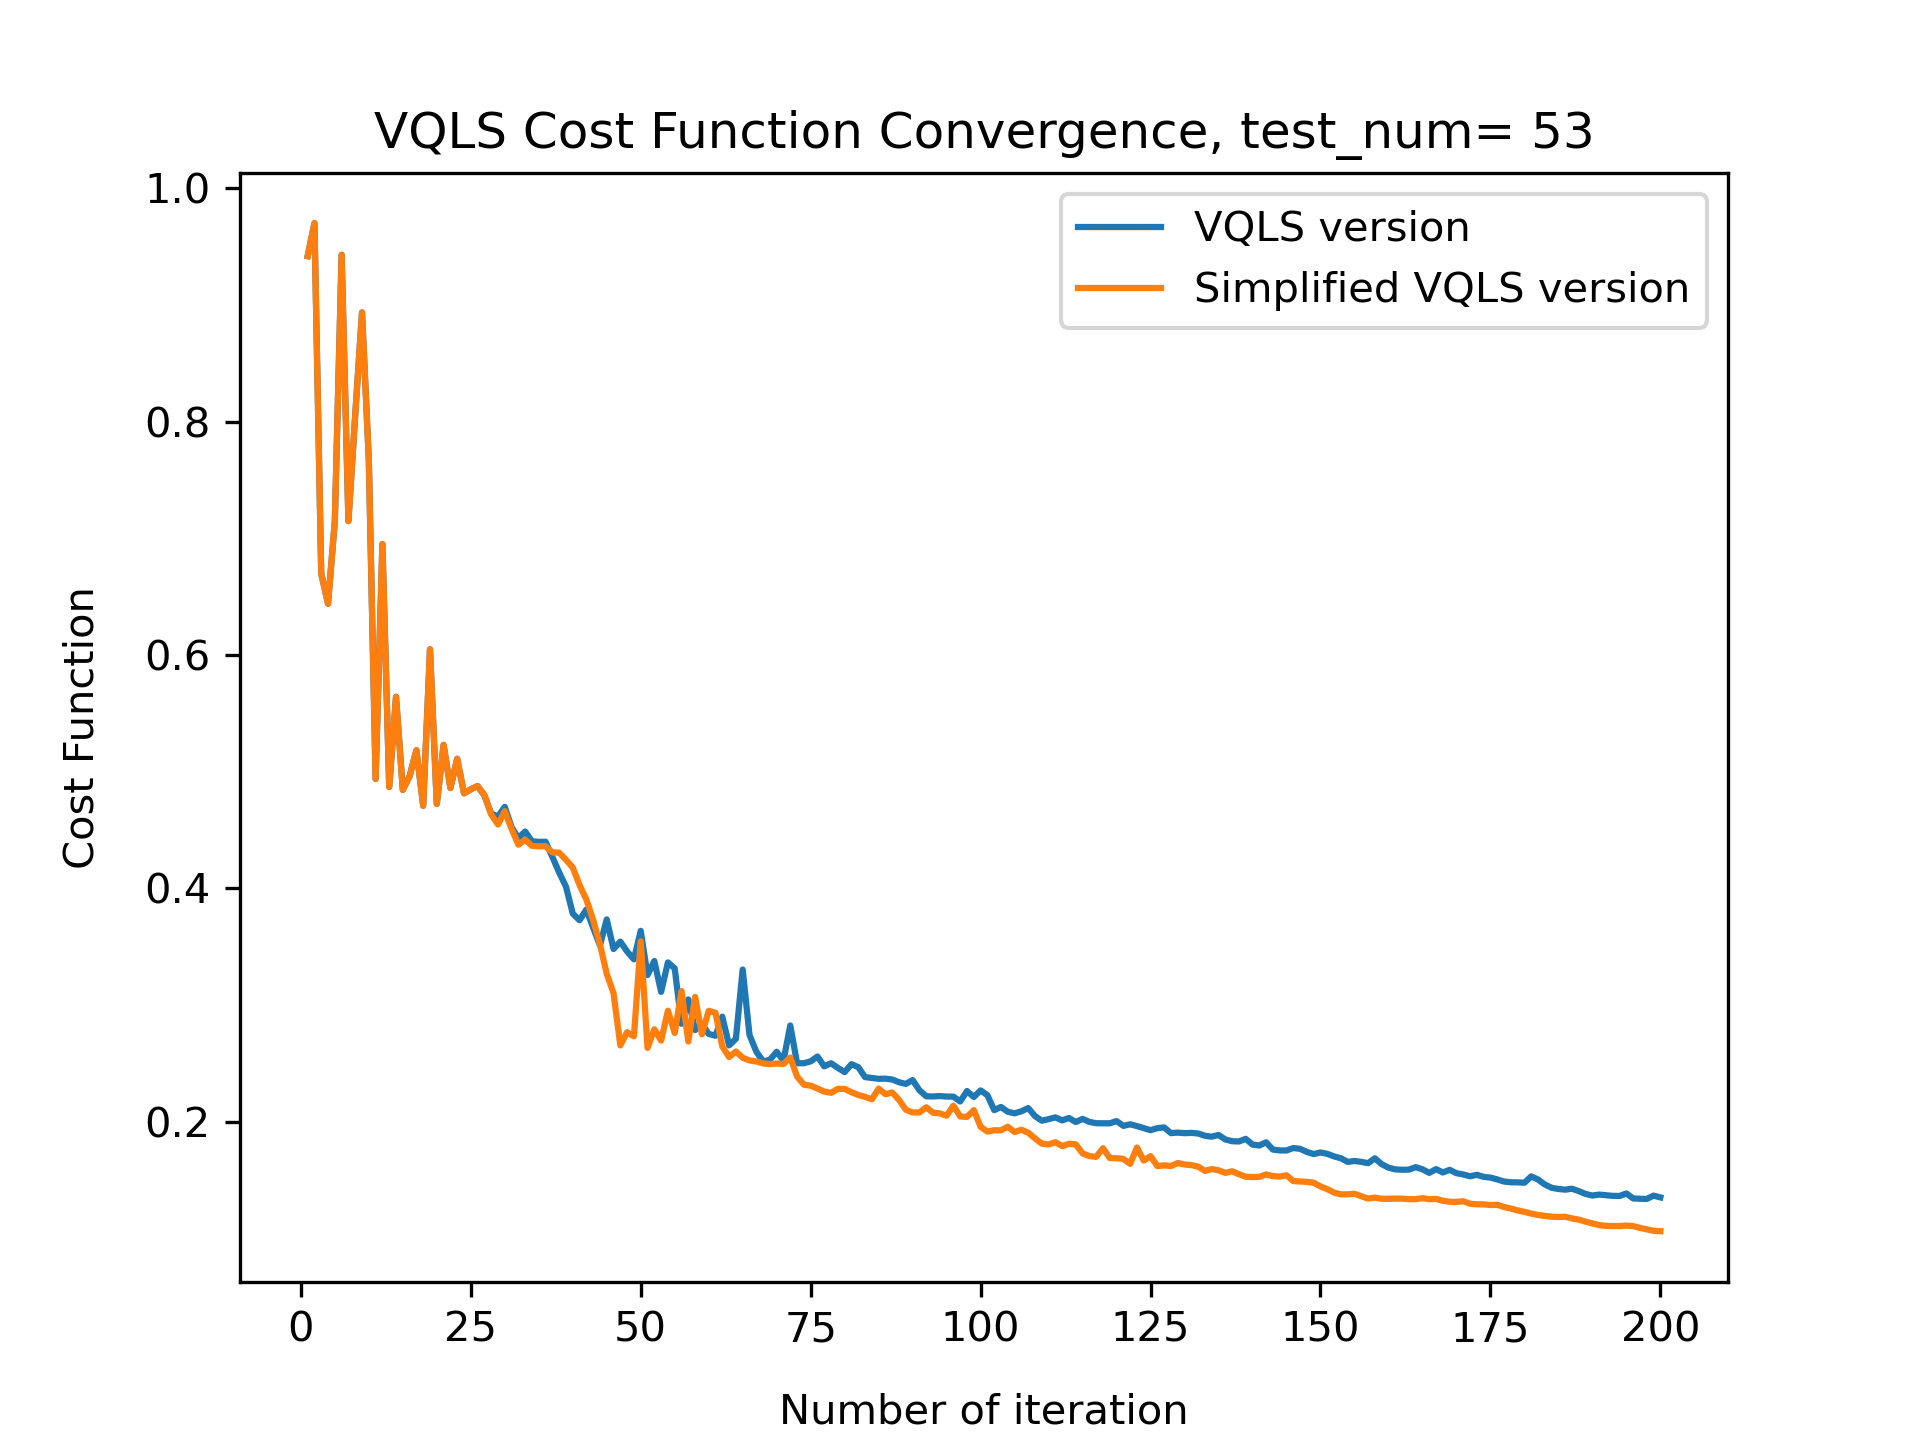 VQLS Cost Function Convergence, test_num= 53
VQLS version
Simplified VQLS version
Cost Function
1.0
0.8
0.6
0.4
0.2
0 25 50 75 100 125 150 175 200
Number of iteration